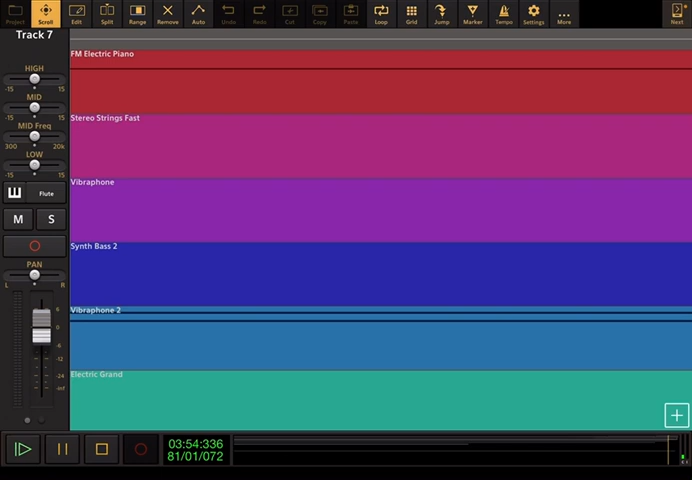 Project Scroll Edit Split Range Remove Auto Undo Redo Cut Copy Paste Loop Grid Jump Marker Tempo Settings More Next
Track 7
HIGH
-15 15
MID
-15 15
MID Freq
300 20k
LOW
-15 15
Flute
M S
PAN
L R
6
0
-6
-12
-24
-inf
FM Electric Piano
Stereo Strings Fast
Vibraphone
Synth Bass 2
Vibraphone 2
Electric Grand
03:54:336
81/01/072